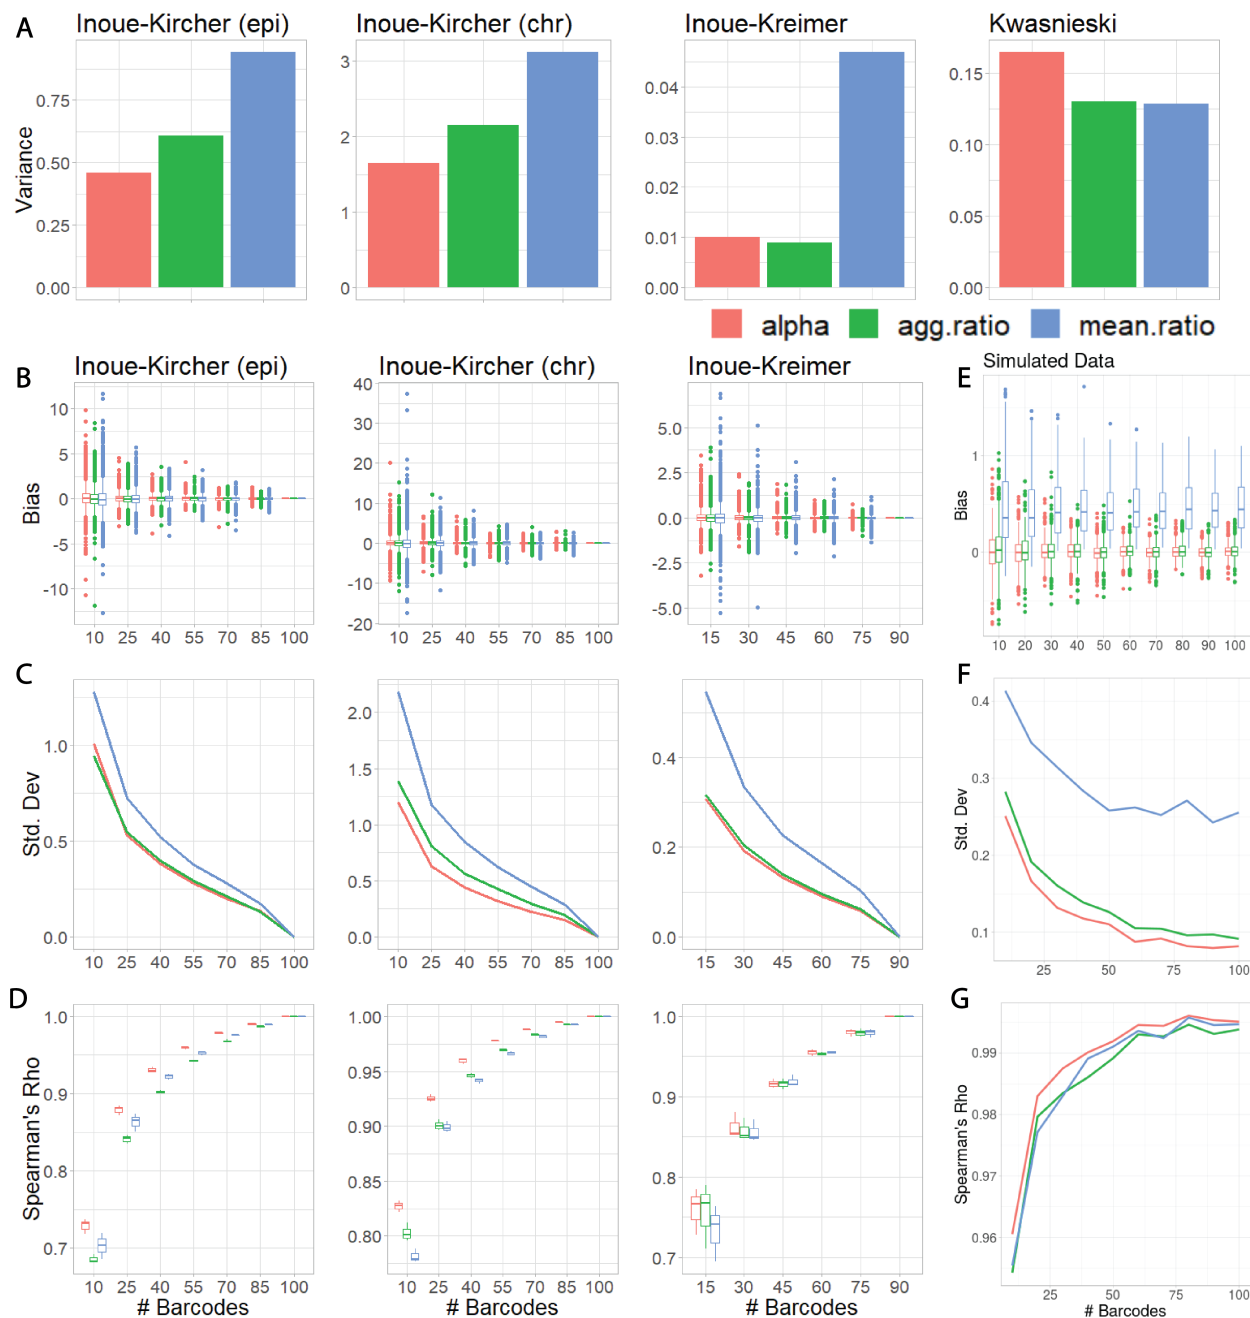 A
Inoue-Kircher (epi)
Inoue-Kircher (chr)
Inoue-Kreimer
Kwasnieski
Variance
0.75
0.50
0.25
0.00
3
2
1
0
0.04
0.03
0.02
0.01
0.00
0.15
0.10
0.05
0.00
alpha
agg.ratio
mean.ratio
B
Inoue-Kircher (epi)
Inoue-Kircher (chr)
Inoue-Kreimer
Bias
10
5
0
-5
-10
10 25 40 55 70 85 100
40
30
20
10
0
-10
-20
10 25 40 55 70 85 100
5.0
2.5
0.0
-2.5
-5.0
15 30 45 60 75 90
E
Simulated Data
Bias
1
0
10 20 30 40 50 60 70 80 90 100
C
Std. Dev
1.0
0.5
0.0
10 25 40 55 70 85 100
2.0
1.5
1.0
0.5
0.0
10 25 40 55 70 85 100
0.4
0.2
0.0
15 30 45 60 75 90
F
Std. Dev
0.4
0.3
0.2
0.1
25 50 75 100
D
Spearman's Rho
1.0
0.9
0.8
0.7
10 25 40 55 70 85 100
# Barcodes
1.00
0.95
0.90
0.85
0.80
10 25 40 55 70 85 100
# Barcodes
1.0
0.9
0.8
0.7
15 30 45 60 75 90
# Barcodes
G
Spearman's Rho
0.99
0.98
0.97
0.96
25 50 75 100
# Barcodes